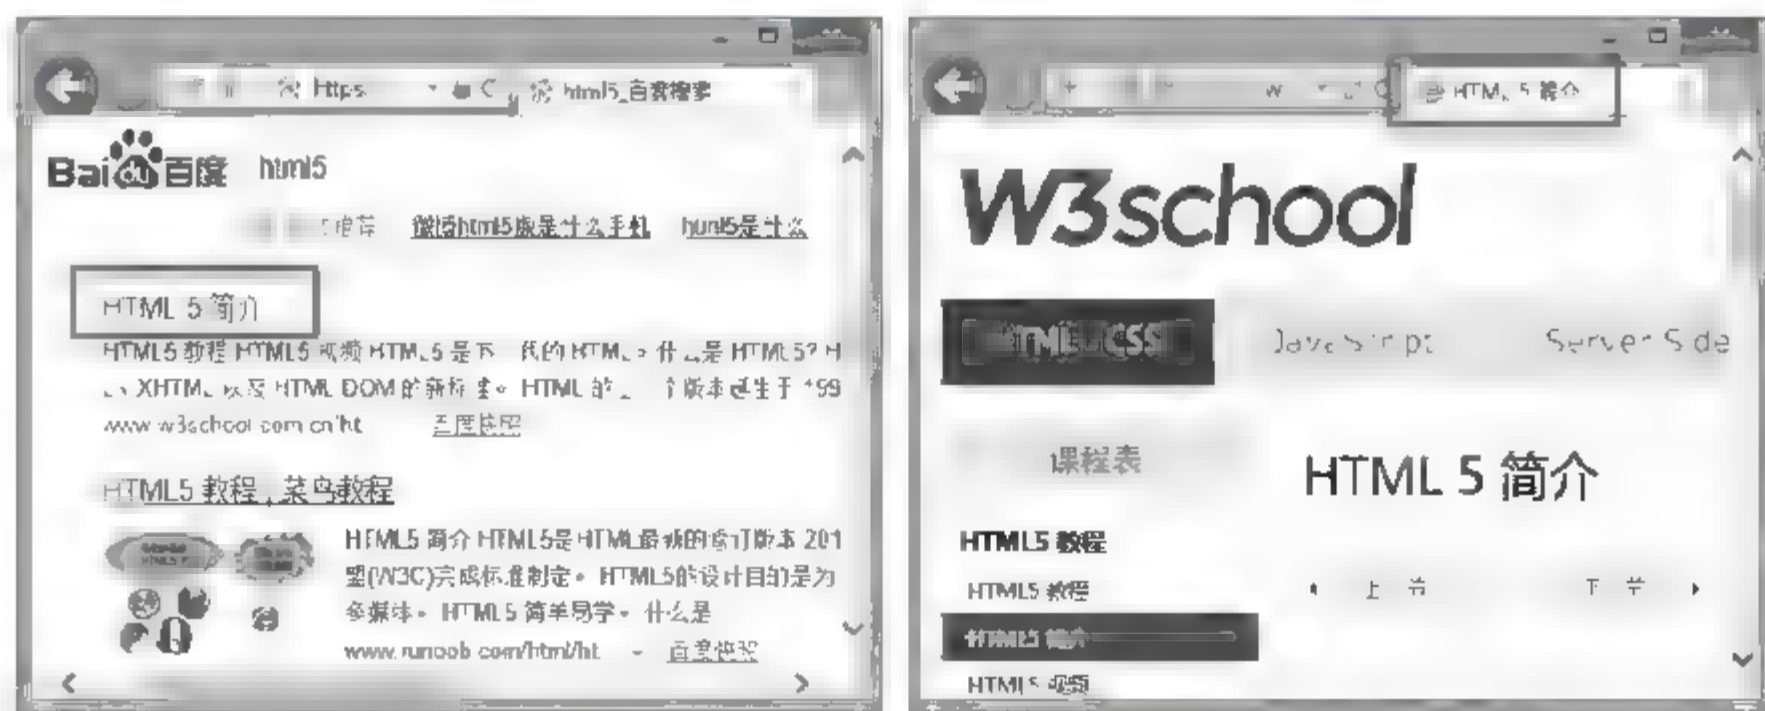 Https
html5_百度搜索
Bai du 百度 html5
推荐 微信html5版是什么手机 html5是什么
HTML 5 简介
HTML5 教程 HTML5 视频 HTML5 是下一代的 HTML。什么是 HTML5? H
XHTML 以及 HTML DOM 的新标准。HTML 的上一个版本诞生于 199
www.w3school.com.cn/ht 百度快照
HTML5 教程 菜鸟教程
HTML5 简介 HTML5是HTML最新的修订版本 201
盟(W3C)完成标准制定。HTML5的设计目的是为
多媒体。HTML5 简单易学。什么是
www.runoob.com/html/ht - 百度快照
HTML 5 简介
W3school
HTML CSS JavaScript Server Side
课程表
HTML 5 简介
HTML5 教程
HTML5 教程
上一节 下一节
HTML5 简介
HTML5 视频